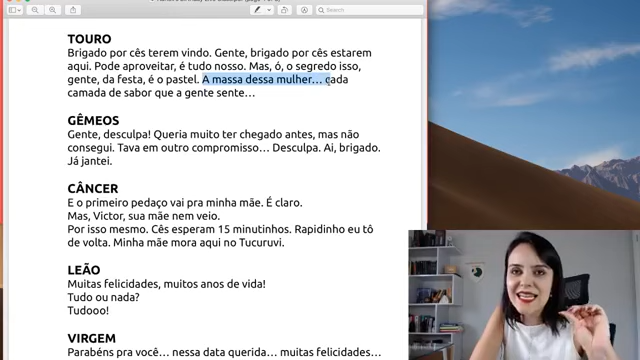 TOURO
Brigado por cês terem vindo. Gente, brigado por cês estarem
aqui. Pode aproveitar, é tudo nosso. Mas, ó, o segredo isso,
gente, da festa, é o pastel. A massa dessa mulher... cada
camada de sabor que a gente sente...
GÊMEOS
Gente, desculpa! Queria muito ter chegado antes, mas não
consegui. Tava em outro compromisso... Desculpa. Ai, brigado.
Já jantei.
CÂNCER
E o primeiro pedaço vai pra minha mãe. É claro.
Mas, Victor, sua mãe nem veio.
Por isso mesmo. Cês esperam 15 minutinhos. Rapidinho eu tô
de volta. Minha mãe mora aqui no Tucuruvi.
LEÃO
Muitas felicidades, muitos anos de vida!
Tudo ou nada?
Tudooo!
VIRGEM
Parabéns pra você... nessa data querida... muitas felicidades...
Search